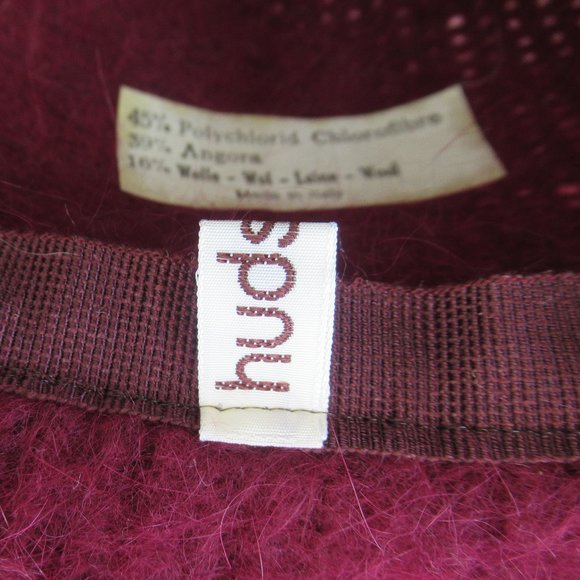 45% Polychlorid Chlorofibre
39% Angora
16% Wolle - Wol - Laine - Wool
Made in Italy
huds